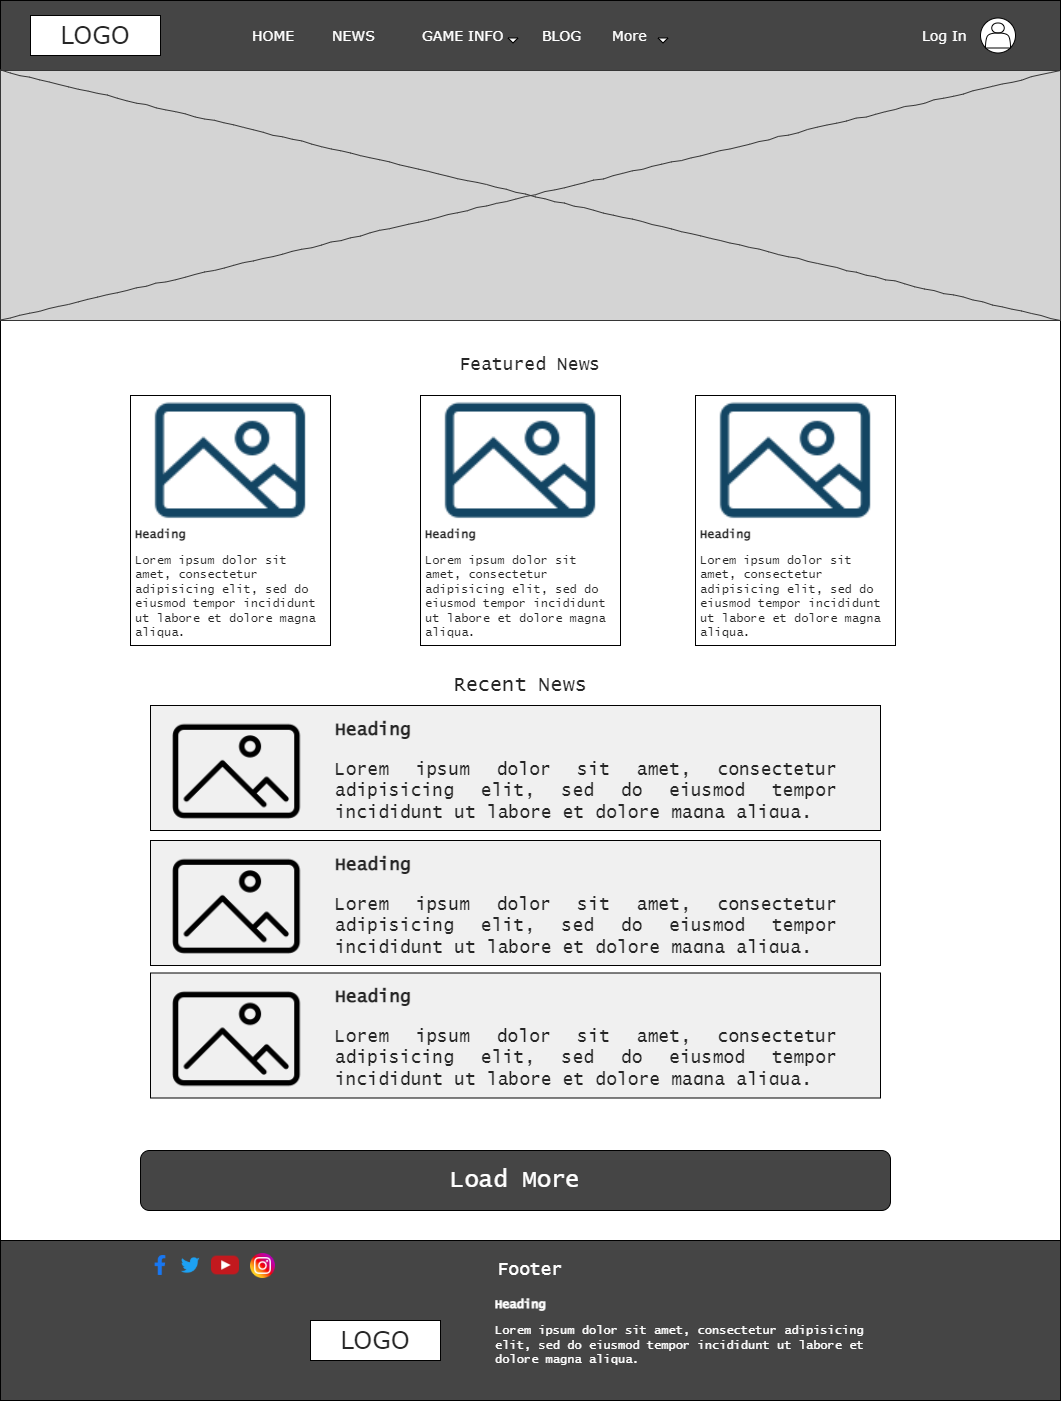 LOGO
HOME
NEWS
GAME INFO
BLOG
More
Log In
Featured News
Heading
Lorem ipsum dolor sit
amet, consectetur
adipisicing elit, sed do
eiusmod tempor incididunt
ut labore et dolore magna
aliqua.
Heading
Lorem ipsum dolor sit
amet, consectetur
adipisicing elit, sed do
eiusmod tempor incididunt
ut labore et dolore magna
aliqua.
Heading
Lorem ipsum dolor sit
amet, consectetur
adipisicing elit, sed do
eiusmod tempor incididunt
ut labore et dolore magna
aliqua.
Recent News
Heading
Lorem ipsum dolor sit amet, consectetur
adipisicing elit, sed do eiusmod tempor
incididunt ut labore et dolore magna aliqua.
Heading
Lorem ipsum dolor sit amet, consectetur
adipisicing elit, sed do eiusmod tempor
incididunt ut labore et dolore magna aliqua.
Heading
Lorem ipsum dolor sit amet, consectetur
adipisicing elit, sed do eiusmod tempor
incididunt ut labore et dolore magna aliqua.
Load More
LOGO
Footer
Heading
Lorem ipsum dolor sit amet, consectetur adipisicing
elit, sed do eiusmod tempor incididunt ut labore et
dolore magna aliqua.